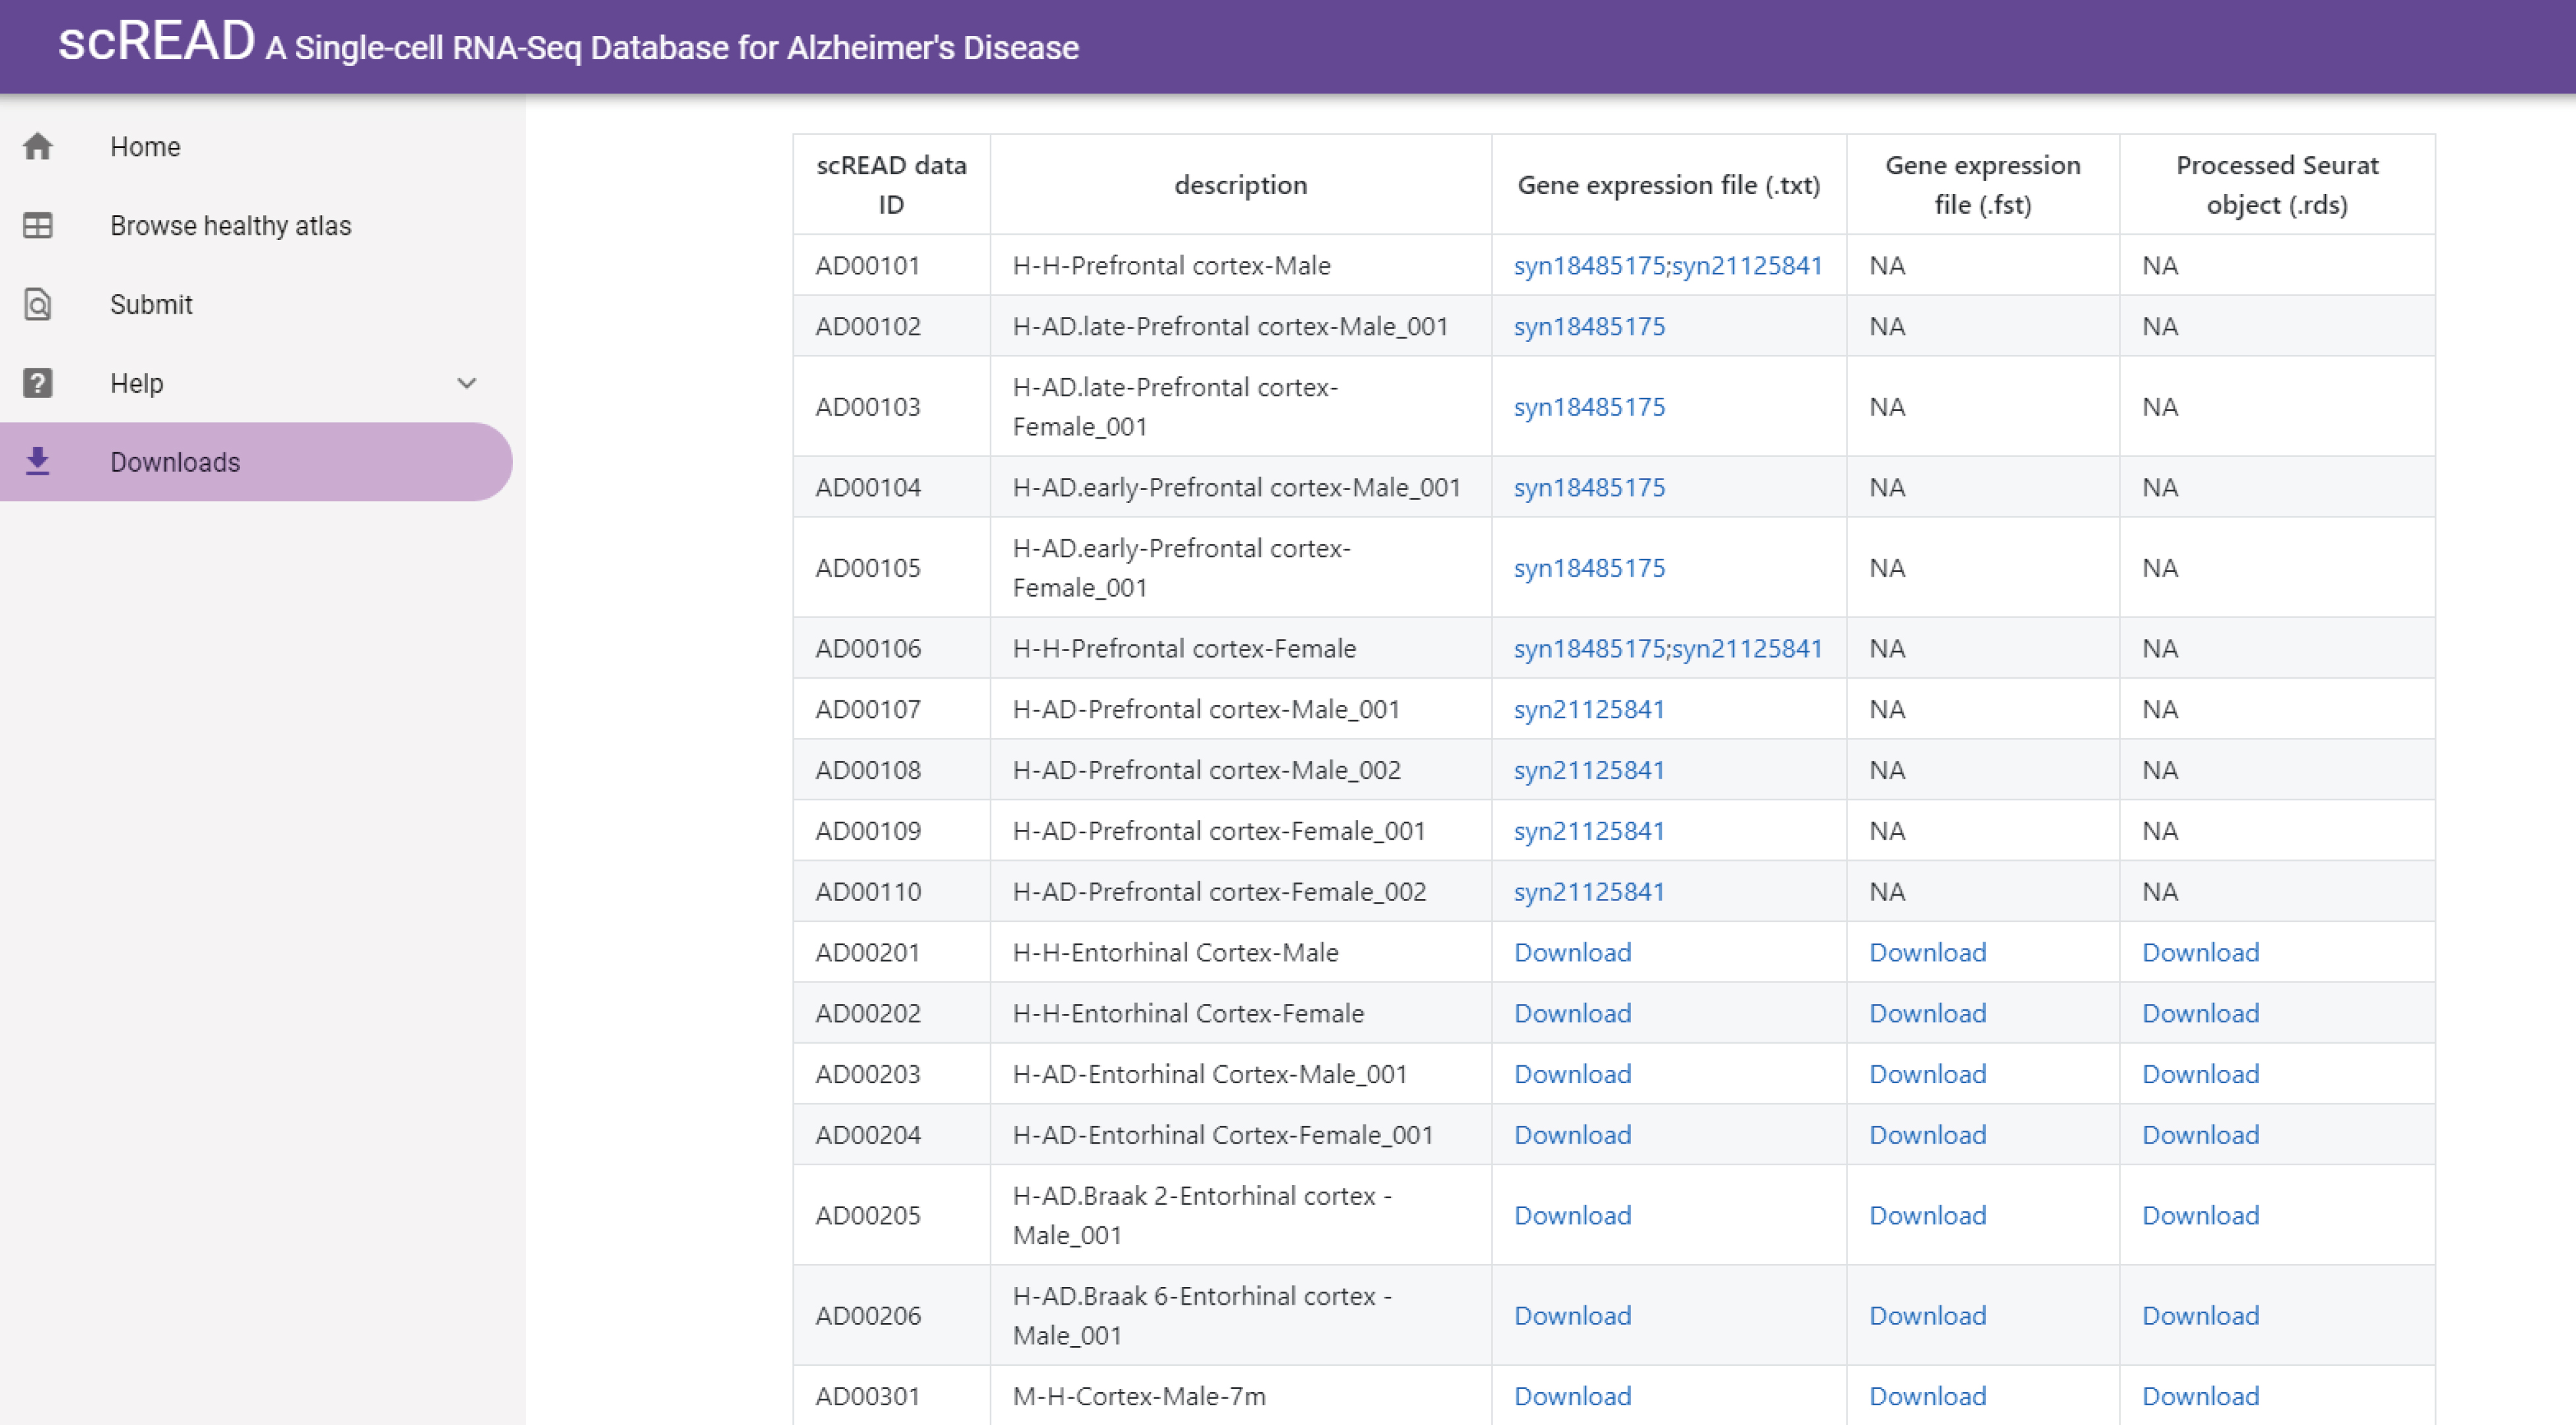 scREAD A Single-cell RNA-Seq Database for Alzheimer's Disease
Home
Browse healthy atlas
Submit
Help
Downloads
scREAD data ID description Gene expression file (.txt) Gene expression file (.fst) Processed Seurat object (.rds)
AD00101 H-H-Prefrontal cortex-Male syn18485175;syn21125841 NA NA
AD00102 H-AD.late-Prefrontal cortex-Male_001 syn18485175 NA NA
AD00103 H-AD.late-Prefrontal cortex-Female_001 syn18485175 NA NA
AD00104 H-AD.early-Prefrontal cortex-Male_001 syn18485175 NA NA
AD00105 H-AD.early-Prefrontal cortex-Female_001 syn18485175 NA NA
AD00106 H-H-Prefrontal cortex-Female syn18485175;syn21125841 NA NA
AD00107 H-AD-Prefrontal cortex-Male_001 syn21125841 NA NA
AD00108 H-AD-Prefrontal cortex-Male_002 syn21125841 NA NA
AD00109 H-AD-Prefrontal cortex-Female_001 syn21125841 NA NA
AD00110 H-AD-Prefrontal cortex-Female_002 syn21125841 NA NA
AD00201 H-H-Entorhinal Cortex-Male Download Download Download
AD00202 H-H-Entorhinal Cortex-Female Download Download Download
AD00203 H-AD-Entorhinal Cortex-Male_001 Download Download Download
AD00204 H-AD-Entorhinal Cortex-Female_001 Download Download Download
AD00205 H-AD.Braak 2-Entorhinal cortex - Male_001 Download Download Download
AD00206 H-AD.Braak 6-Entorhinal cortex - Male_001 Download Download Download
AD00301 M-H-Cortex-Male-7m Download Download Download